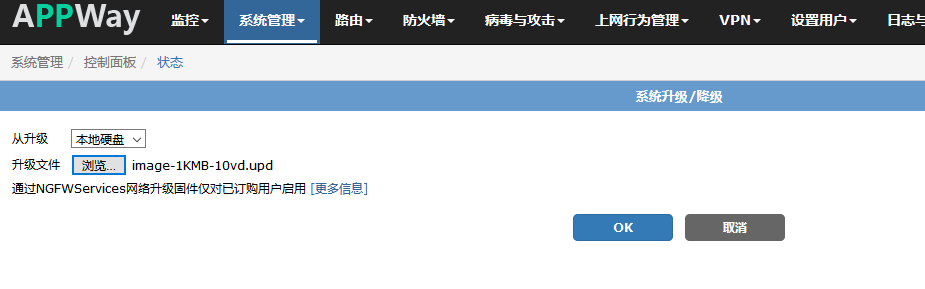 APPWay
监控 系统管理 路由 防火墙 病毒与攻击 上网行为管理 VPN 设置用户 日志与
系统管理 / 控制面板 / 状态
系统升级/降级
从升级 本地硬盘
升级文件 浏览... image-1KMB-10vd.upd
通过NGFWServices网络升级固件仅对已订购用户启用 [更多信息]
OK 取消